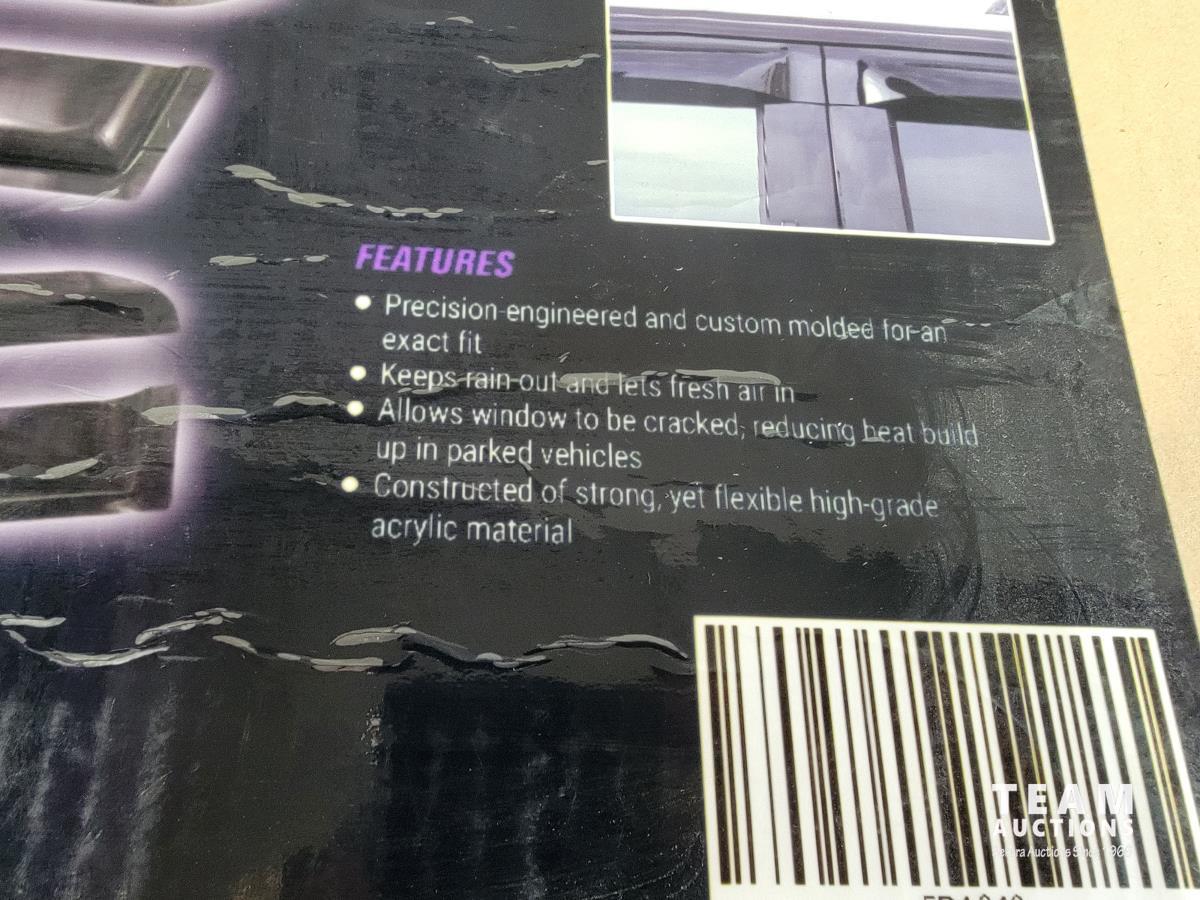 FEATURES
• Precision-engineered and custom molded for an
exact fit
• Keeps rain out and lets fresh air in
• Allows window to be cracked, reducing heat build
up in parked vehicles
• Constructed of strong, yet flexible high-grade
acrylic material
TEAM
AUCTIONS